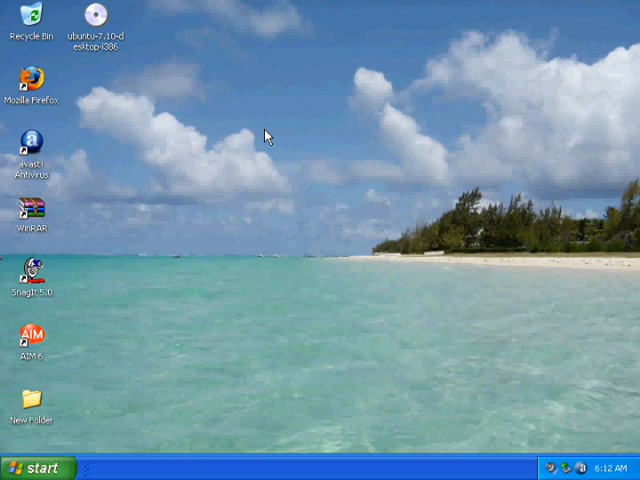 Recycle Bin
ubuntu-7.10-d
esktop-i386
Mozilla Firefox
avast!
Antivirus
WinRAR
SnagIt 5.0
AIM
AIM 6
New Folder
start
6:12 AM